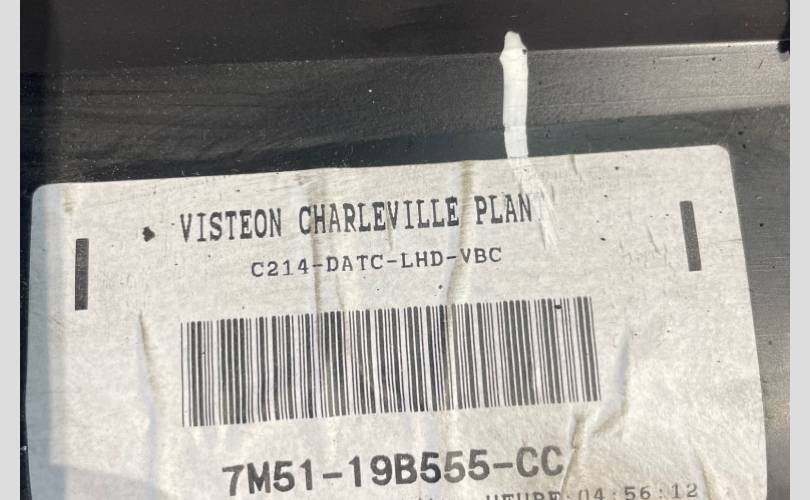 VISTEON CHARLEVILLE PLANT
C214-DATC-LHD-VBC
7M51-19B555-CC
HEURE 04:56:12